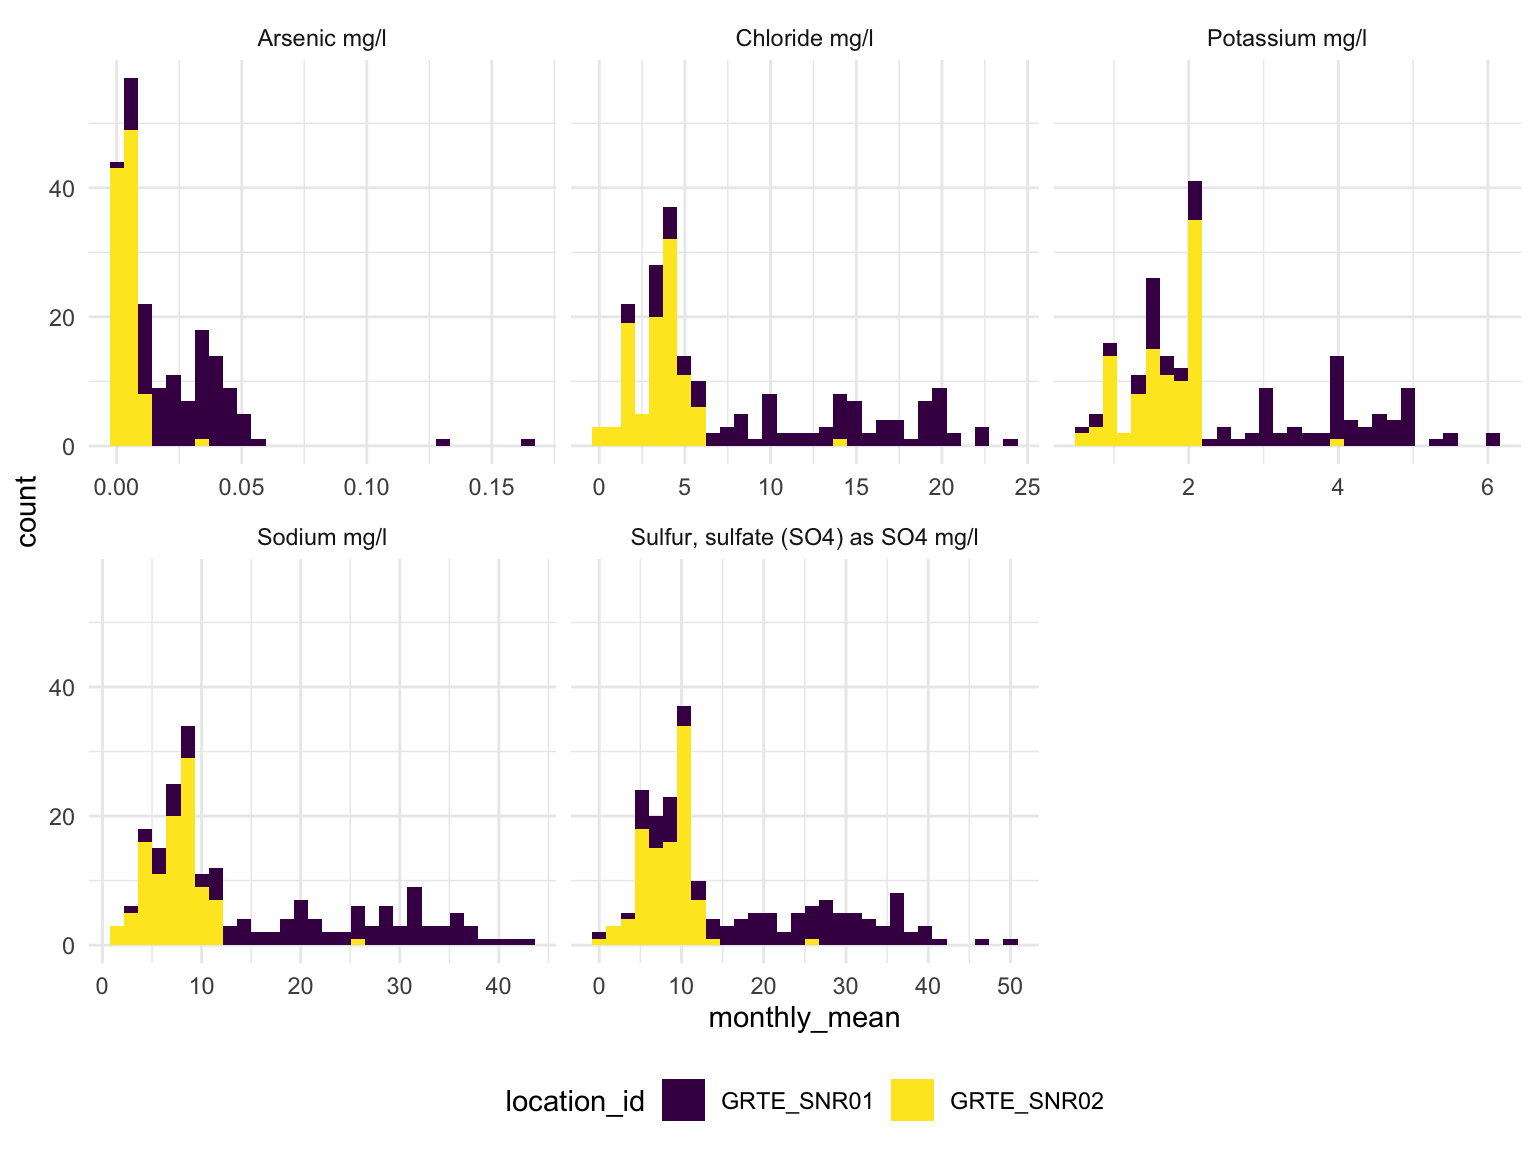 Arsenic mg/l
Chloride mg/l
Potassium mg/l
40
20
0
0.00 0.05 0.10 0.15
0 5 10 15 20 25
2 4 6
count
Sodium mg/l
Sulfur, sulfate (SO4) as SO4 mg/l
40
20
0
0 10 20 30 40
0 10 20 30 40 50
monthly_mean
location_id GRTE_SNR01 GRTE_SNR02